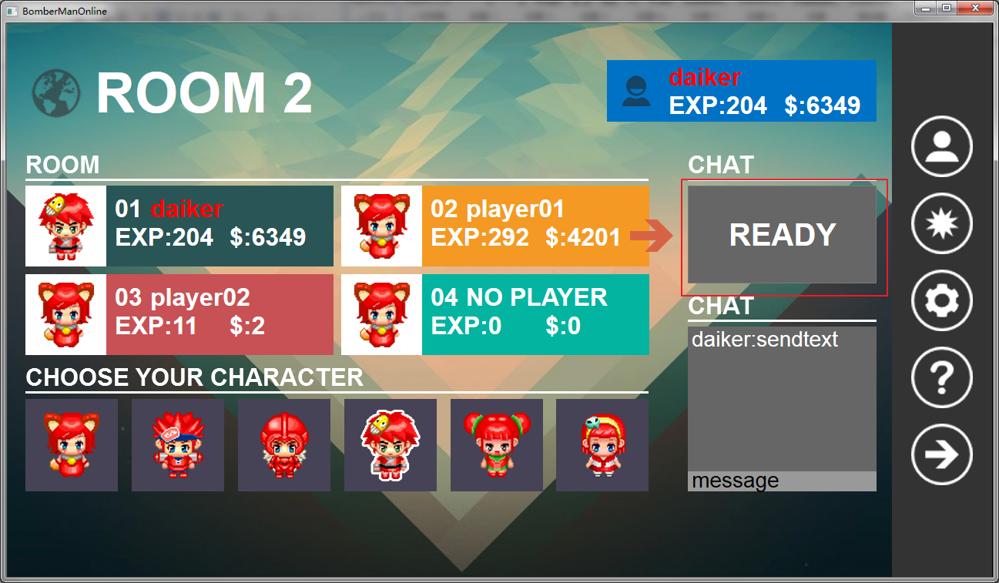 BomberManOnline
ROOM 2
daiker
EXP:204 $:6349
ROOM
01 daiker
EXP:204 $:6349
02 player01
EXP:292 $:4201
03 player02
EXP:11 $:2
04 NO PLAYER
EXP:0 $:0
CHOOSE YOUR CHARACTER
CHAT
READY
CHAT
daiker:sendtext
message
?